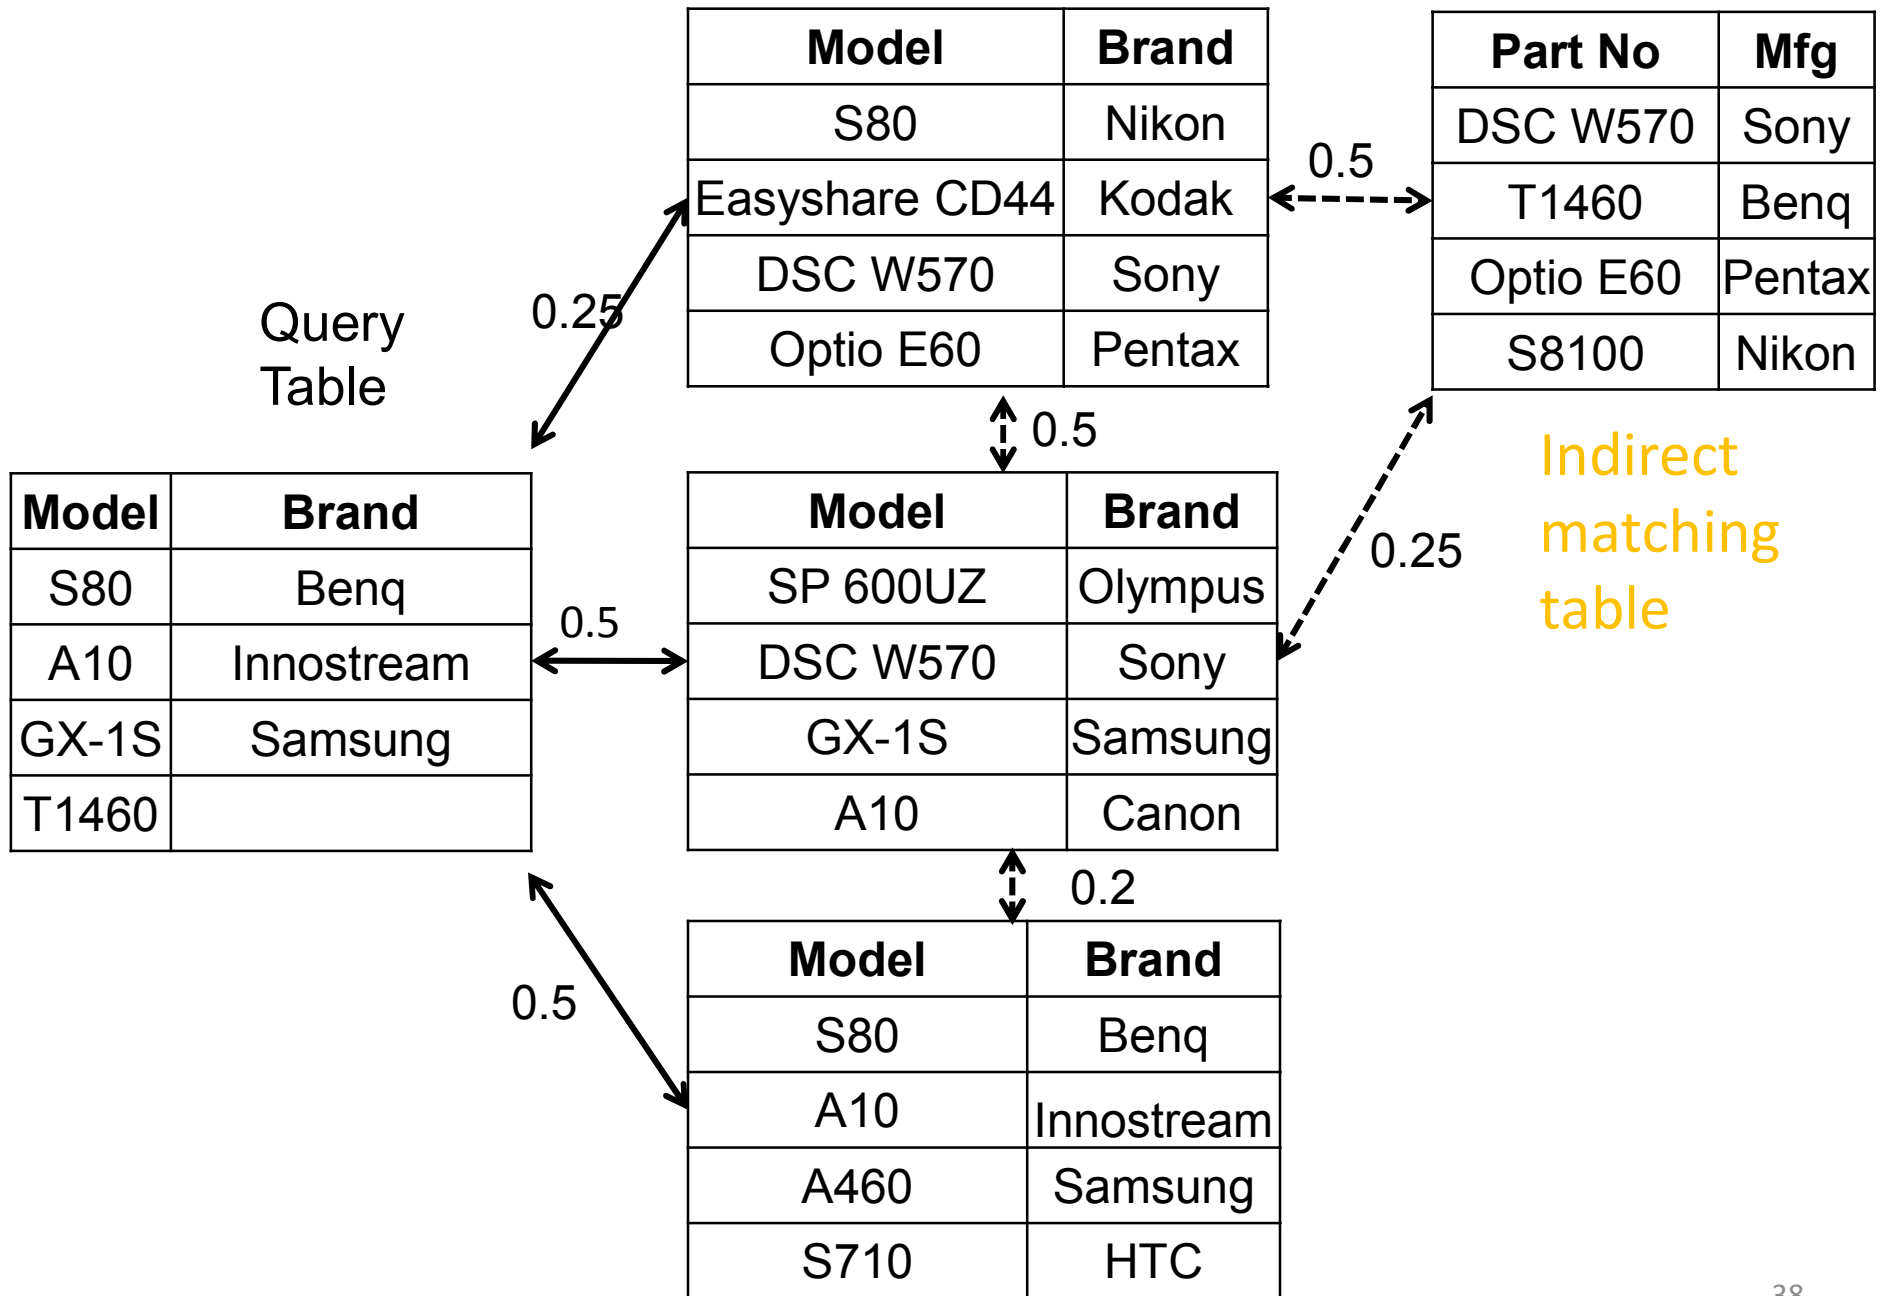 Model Brand
S80 Nikon
Easyshare CD44 Kodak
DSC W570 Sony
Optio E60 Pentax
Part No Mfg
DSC W570 Sony
T1460 Benq
Optio E60 Pentax
S8100 Nikon
0.5
0.25
Query
Table
0.5
Indirect
matching
table
0.25
Model Brand
S80 Benq
A10 Innostream
GX-1S Samsung
T1460
0.5
Model Brand
SP 600UZ Olympus
DSC W570 Sony
GX-1S Samsung
A10 Canon
0.2
0.5
Model Brand
S80 Benq
A10 Innostream
A460 Samsung
S710 HTC
38